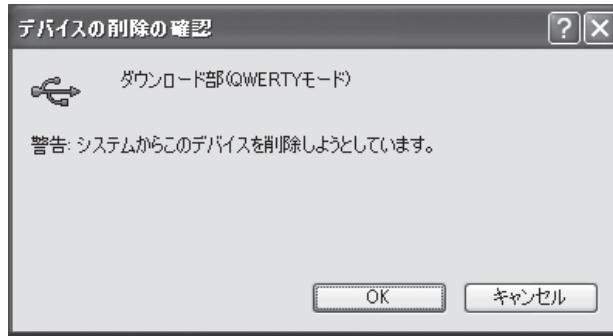 デバイスの削除の確認
ダウンロード部(QWERTYモード)
警告: システムからこのデバイスを削除しようとしています。
OK キャンセル